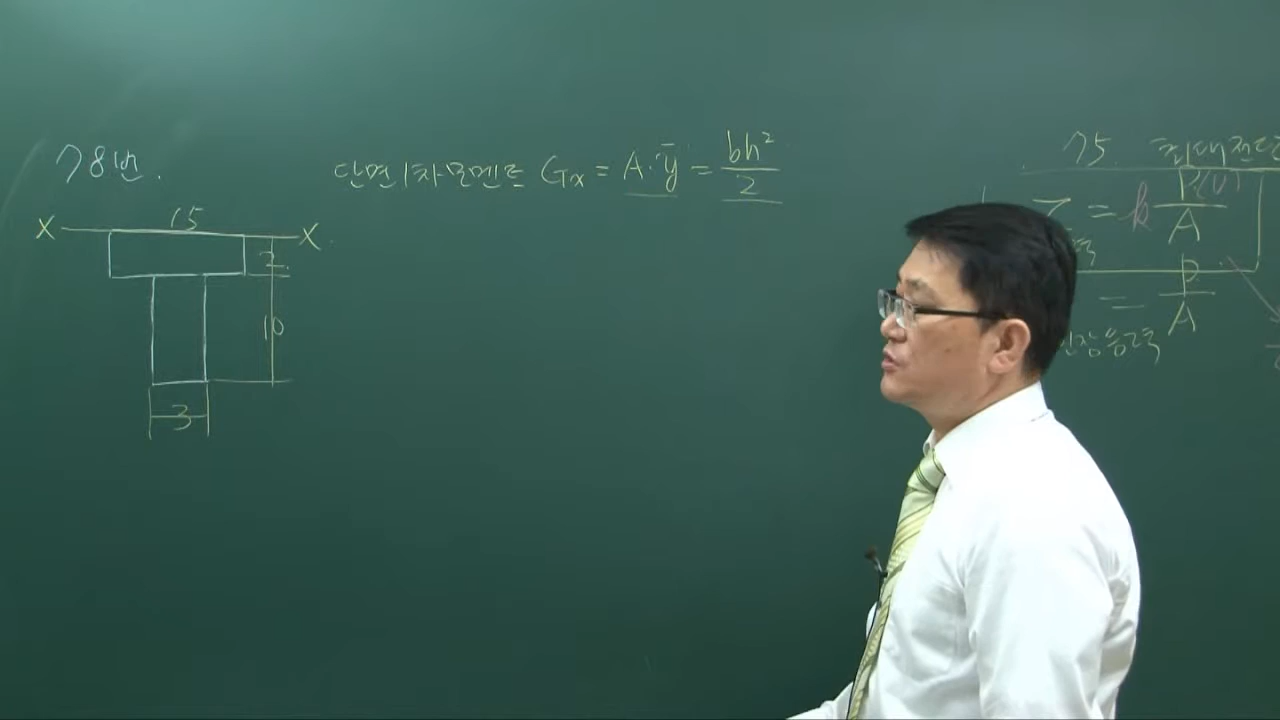 78번.
단면1차모멘트 Gx = A·ȳ = bh²/2
X 15 X
2
10
3
75. 최대전단
= k P(V)/A
= P/A